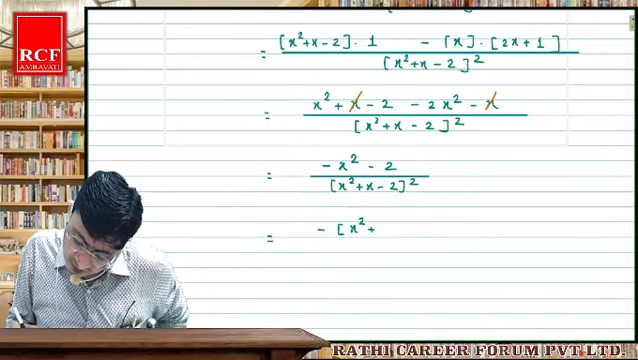 RCF
AMRAVATI
= [x²+x-2]·1 - [x]·[2x+1] / [x²+x-2]²
= x² + x - 2 - 2x² - x / [x²+x-2]²
= -x² - 2 / [x²+x-2]²
= - [x²+
RATHI CAREER FORUM PVT LTD.